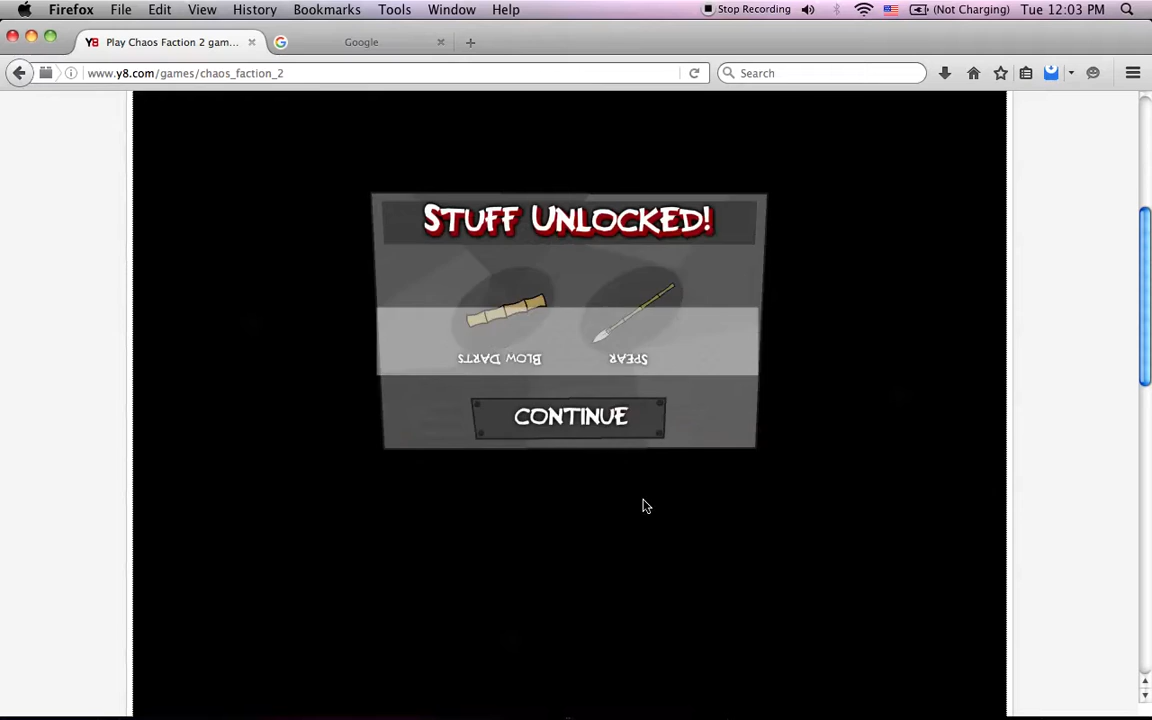 Firefox File Edit View History Bookmarks Tools Window Help Stop Recording (Not Charging) Tue 12:03 PM
Y8 Play Chaos Faction 2 gam... Google
www.y8.com/games/chaos_faction_2 Search
STUFF UNLOCKED!
BLOW DARTS SPEAR
CONTINUE